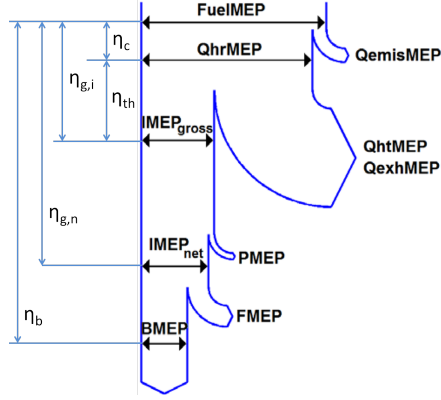 FuelMEP
η_c
QhrMEP
QemisMEP
η_g,i
η_th
IMEP_gross
QhtMEP
QexhMEP
η_g,n
IMEP_net
PMEP
FMEP
η_b
BMEP